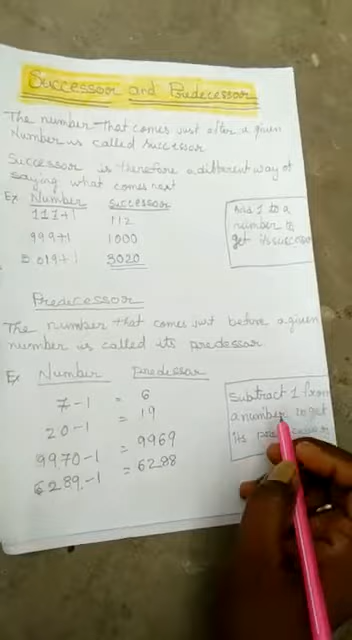 Successor and Predecessor
The number that comes just after a given
Number is called Successor
Successor is therefore a different way of
saying what comes next
Ex Number Successor
111+1 112
999+1 1000
3019+1 3020
Add 1 to a
number to
get its successor
Predecessor
The number that comes just before a given
number is called its predessor
Ex Number predessor
7-1 = 6
20-1 = 19
9970-1 = 9969
6289-1 = 6288
Subtract 1 from
a number to get
Its